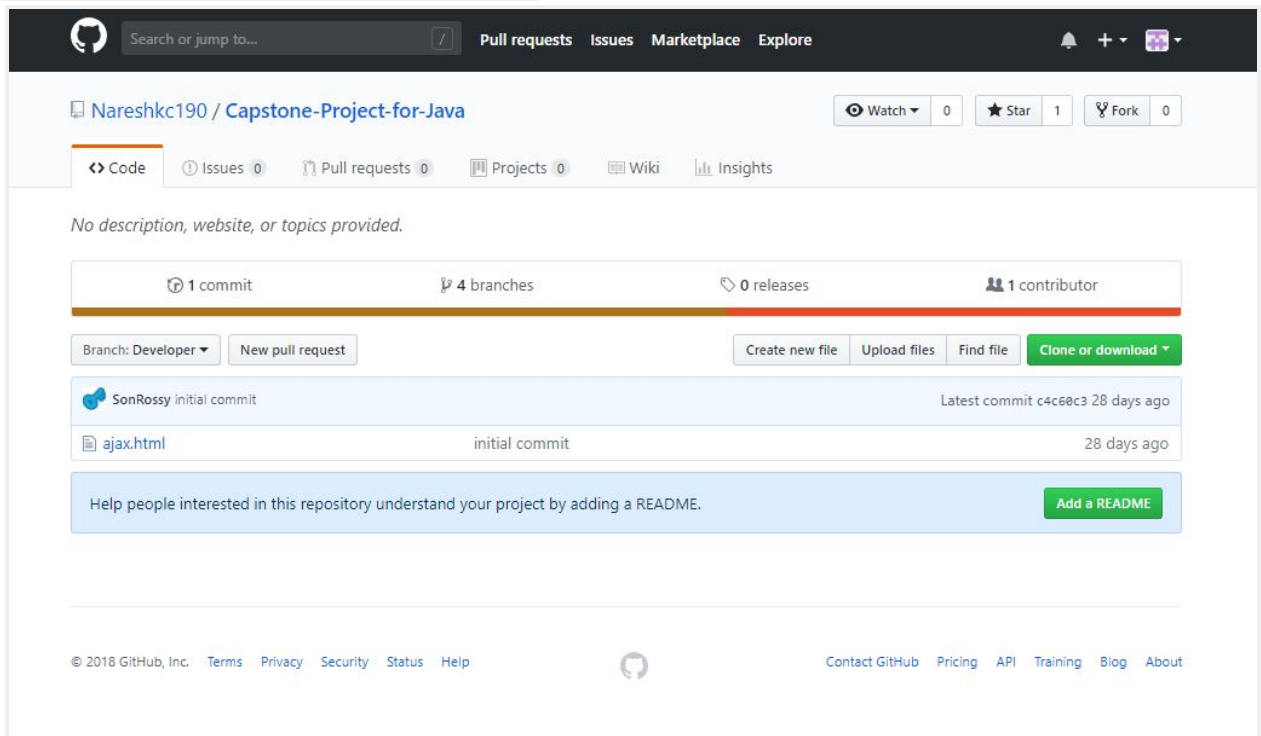 Search or jump to... / Pull requests Issues Marketplace Explore
Nareshkc190 / Capstone-Project-for-Java Watch 0 Star 1 Fork 0
Code Issues 0 Pull requests 0 Projects 0 Wiki Insights
No description, website, or topics provided.
1 commit 4 branches 0 releases 1 contributor
Branch: Developer New pull request Create new file Upload files Find file Clone or download
SonRossy initial commit Latest commit c4c60c3 28 days ago
ajax.html initial commit 28 days ago
Help people interested in this repository understand your project by adding a README. Add a README
© 2018 GitHub, Inc. Terms Privacy Security Status Help Contact GitHub Pricing API Training Blog About